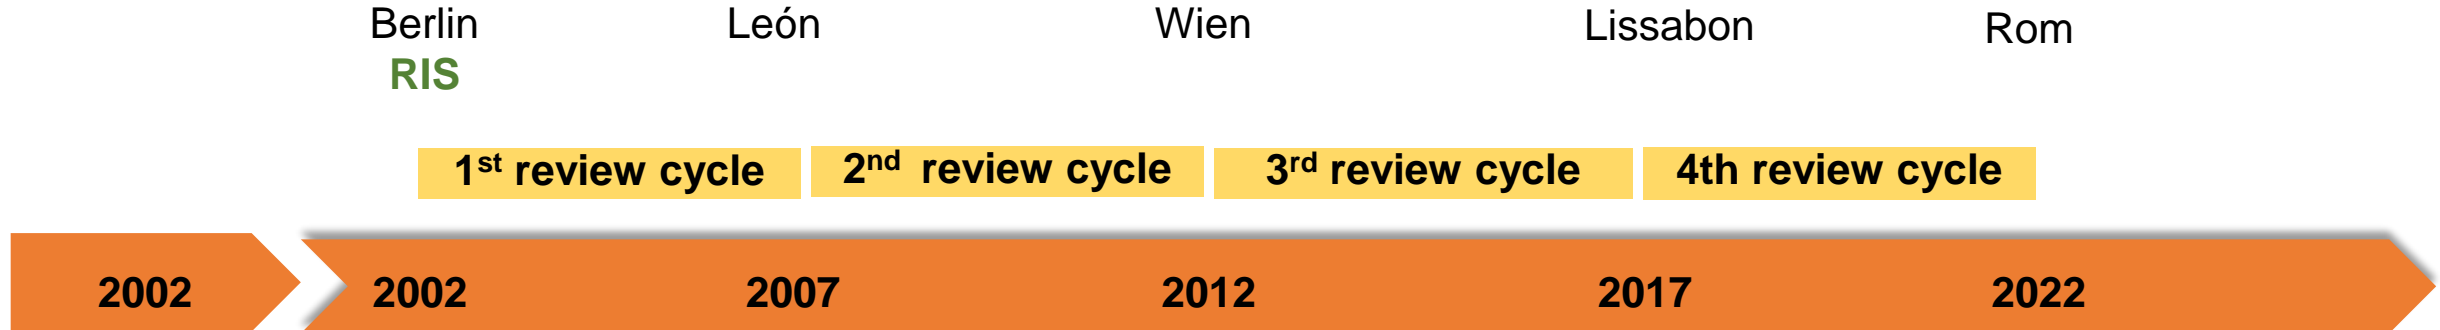 Berlin León Wien Lissabon Rom
RIS
1st review cycle 2nd review cycle 3rd review cycle 4th review cycle
2002 2002 2007 2012 2017 2022